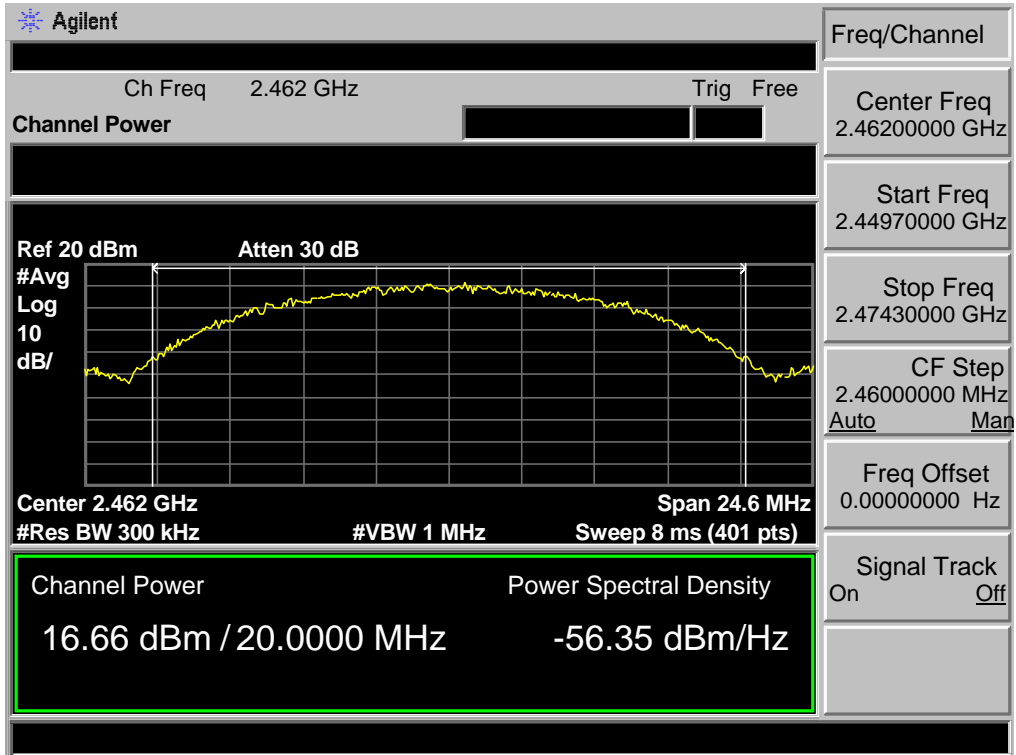 Agilent
Freq/Channel
Ch Freq 2.462 GHz Trig Free
Channel Power
Center Freq
2.46200000 GHz
Start Freq
2.44970000 GHz
Stop Freq
2.47430000 GHz
CF Step
2.46000000 MHz
Auto Man
Freq Offset
0.00000000 Hz
Signal Track
On Off
Ref 20 dBm Atten 30 dB
#Avg
Log
10
dB/
Center 2.462 GHz Span 24.6 MHz
#Res BW 300 kHz #VBW 1 MHz Sweep 8 ms (401 pts)
Channel Power Power Spectral Density
16.66 dBm / 20.0000 MHz -56.35 dBm/Hz